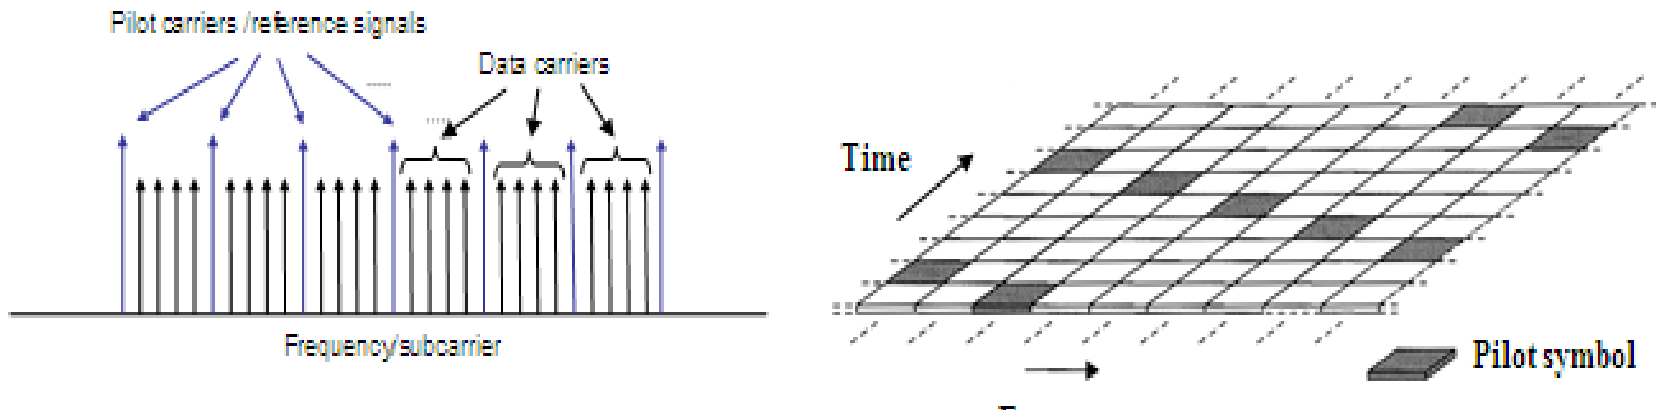 Pilot carriers /reference signals
Data carriers
Frequency/subcarrier
Time
Pilot symbol